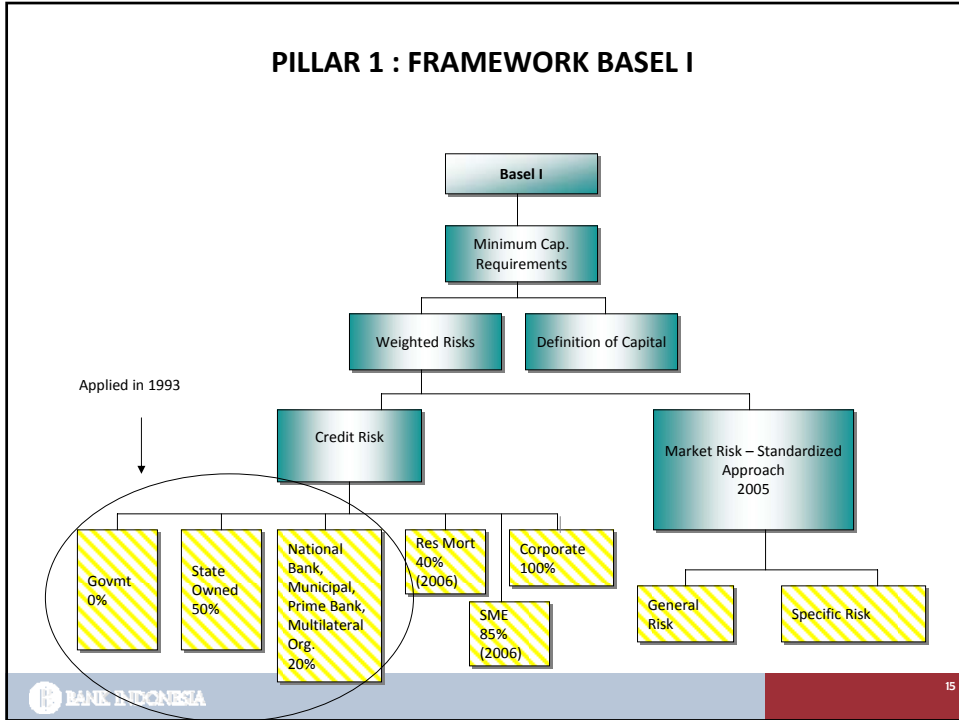 PILLAR 1 : FRAMEWORK BASEL I
Basel I
Minimum Cap.
Requirements
Weighted Risks
Definition of Capital
Applied in 1993
Credit Risk
Market Risk – Standardized
Approach
2005
Govmt
0%
State
Owned
50%
National
Bank,
Municipal,
Prime Bank,
Multilateral
Org.
20%
Res Mort
40%
(2006)
SME
85%
(2006)
Corporate
100%
General
Risk
Specific Risk
BANK INDONESIA
15